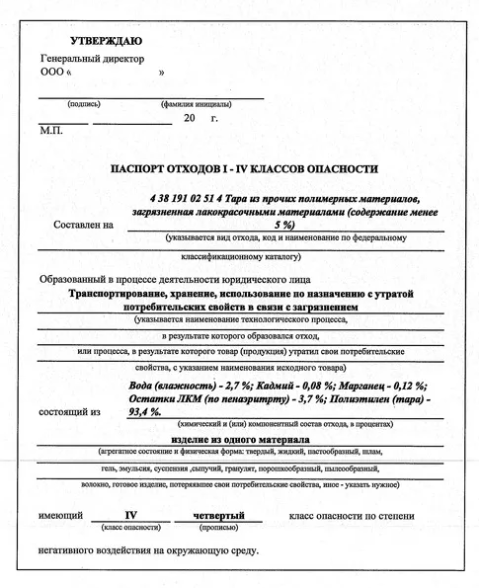 УТВЕРЖДАЮ
Генеральный директор
ООО « »
(подпись) (фамилия инициалы)
20 г.
М.П.
ПАСПОРТ ОТХОДОВ I - IV КЛАССОВ ОПАСНОСТИ
4 38 191 02 51 4 Тара из прочих полимерных материалов,
загрязненная лакокрасочными материалами (содержание менее
Составлен на 5 %)
(указывается вид отхода, код и наименование по федеральному
классификационному каталогу)
Образованный в процессе деятельности юридического лица
Транспортирование, хранение, использование по назначению с утратой
потребительских свойств в связи с загрязнением
(указывается наименование технологического процесса,
в результате которого образовался отход,
или процесса, в результате которого товар (продукция) утратил свои потребительские
свойства, с указанием наименования исходного товара)
Вода (влажность) - 2,7 %; Кадмий - 0,08 %; Марганец - 0,12 %;
Остатки ЛКМ (по пенаэритрту) - 3,7 %; Полиэтилен (тара) -
состоящий из 93,4 %.
(химический и (или) компонентный состав отхода, в процентах)
изделие из одного материала
(агрегатное состояние и физическая форма: твердый, жидкий, пастообразный, шлам,
гель, эмульсия, суспензия ,сыпучий, гранулят, порошкообразный, пылеообразный,
волокно, готовое изделие, потерявшее свои потребительские свойства, иное - указать нужное)
имеющий IV четвертый класс опасности по степени
(класс опасности) (прописью)
негативного воздействия на окружающую среду.